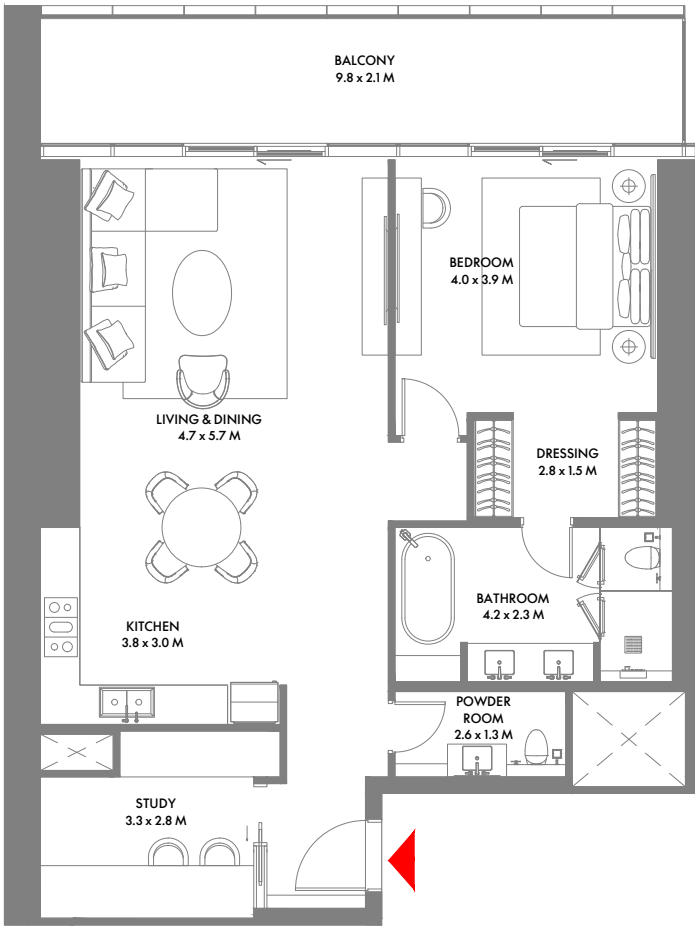 BALCONY
9.8 x 2.1 M
BEDROOM
4.0 x 3.9 M
LIVING & DINING
4.7 x 5.7 M
DRESSING
2.8 x 1.5 M
BATHROOM
4.2 x 2.3 M
KITCHEN
3.8 x 3.0 M
POWDER
ROOM
2.6 x 1.3 M
STUDY
3.3 x 2.8 M